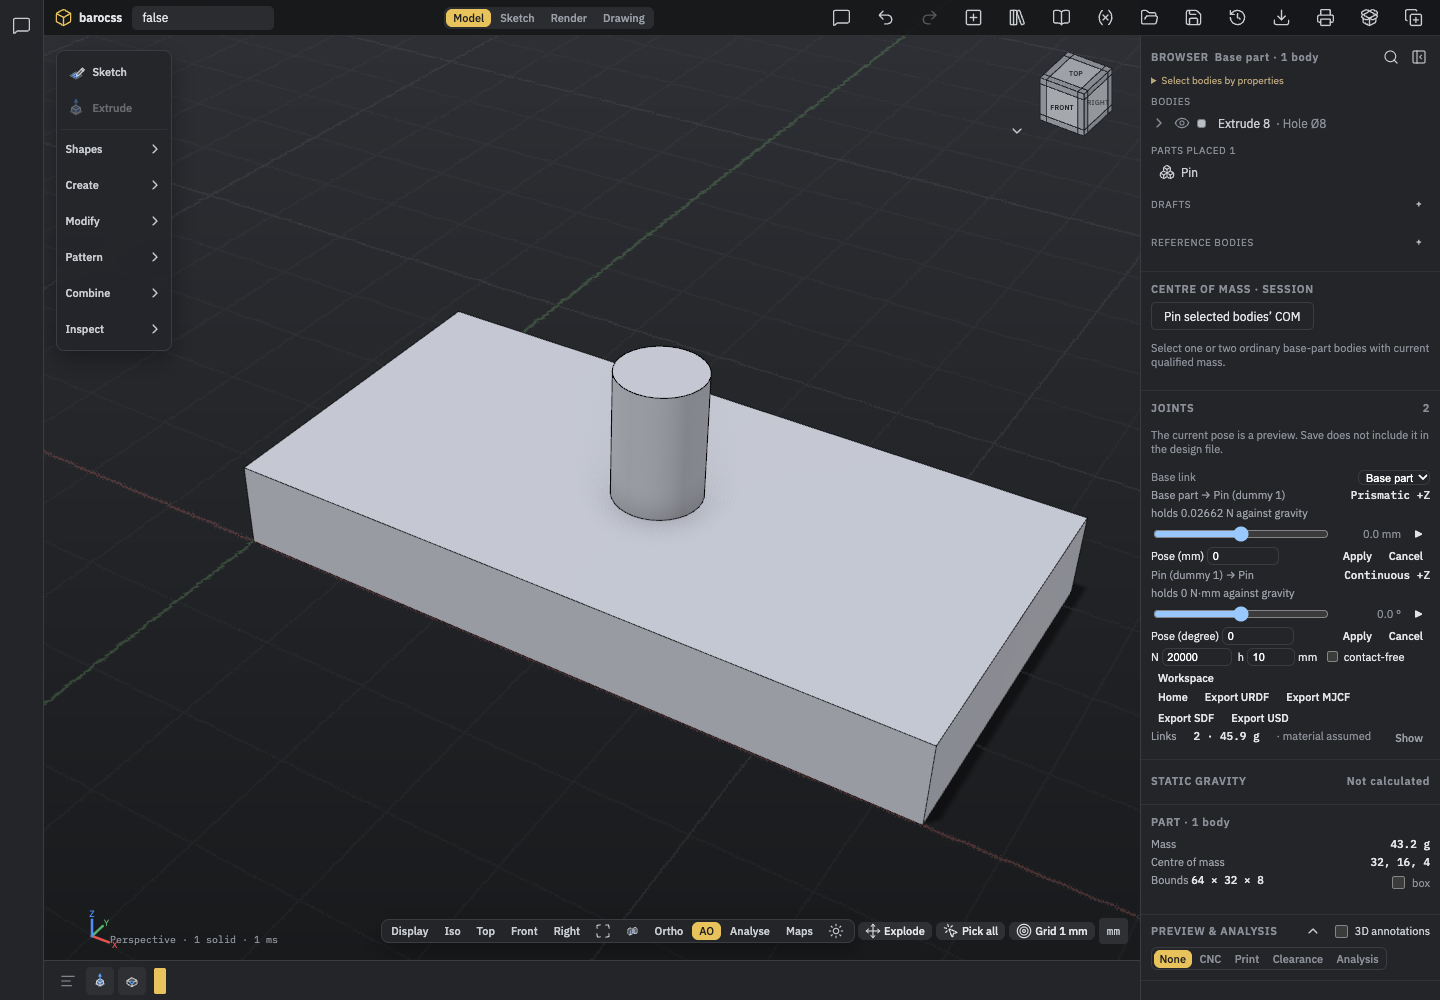 barocss
false
Model Sketch Render Drawing
Sketch
Extrude
Shapes
Create
Modify
Pattern
Combine
Inspect
TOP
FRONT
RIGHT
BROWSER Base part · 1 body
Select bodies by properties
BODIES
Extrude 8 · Hole Ø8
PARTS PLACED 1
Pin
DRAFTS +
REFERENCE BODIES +
CENTRE OF MASS · SESSION
Pin selected bodies’ COM
Select one or two ordinary base-part bodies with current
qualified mass.
JOINTS 2
The current pose is a preview. Save does not include it in
the design file.
Base link Base part
Base part → Pin (dummy 1) Prismatic +Z
holds 0.02662 N against gravity
0.0 mm
Pose (mm) 0 Apply Cancel
Pin (dummy 1) → Pin Continuous +Z
holds 0 N·mm against gravity
0.0 °
Pose (degree) 0 Apply Cancel
N 20000 h 10 mm contact-free
Workspace
Home Export URDF Export MJCF
Export SDF Export USD
Links 2 · 45.9 g · material assumed Show
STATIC GRAVITY Not calculated
PART · 1 body
Mass 43.2 g
Centre of mass 32, 16, 4
Bounds 64 × 32 × 8 box
PREVIEW & ANALYSIS 3D annotations
None CNC Print Clearance Analysis
Z
Y
X
Perspective · 1 solid · 1 ms
Display Iso Top Front Right Ortho AO Analyse Maps Explode Pick all Grid 1 mm mm